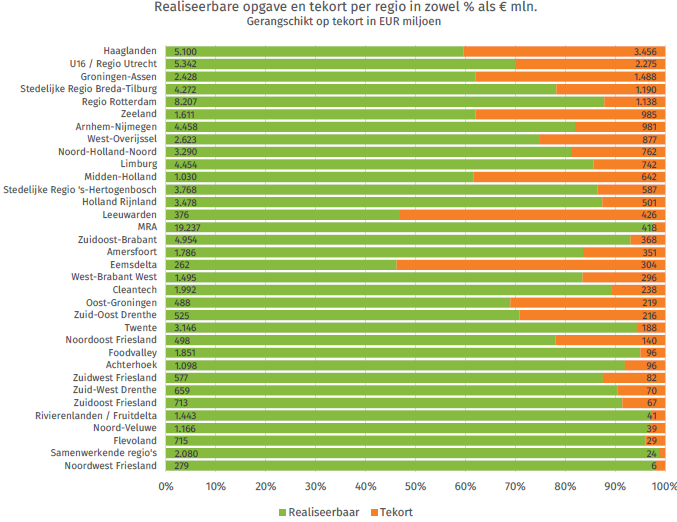 Realiseerbare opgave en tekort per regio in zowel % als € mln.
Gerangschikt op tekort in EUR miljoen
Haaglanden 5.100 3.456
U16 / Regio Utrecht 5.342 2.275
Groningen-Assen 2.428 1.488
Stedelijke Regio Breda-Tilburg 4.272 1.190
Regio Rotterdam 8.207 1.138
Zeeland 1.611 985
Arnhem-Nijmegen 4.458 981
West-Overijssel 2.623 877
Noord-Holland-Noord 3.290 762
Limburg 4.454 742
Midden-Holland 1.030 642
Stedelijke Regio 's-Hertogenbosch 3.768 587
Holland Rijnland 3.478 501
Leeuwarden 376 426
MRA 19.237 418
Zuidoost-Brabant 4.954 368
Amersfoort 1.786 351
Eemsdelta 262 304
West-Brabant West 1.495 296
Cleantech 1.992 238
Oost-Groningen 488 219
Zuid-Oost Drenthe 525 216
Twente 3.146 188
Noordoost Friesland 498 140
Foodvalley 1.851 96
Achterhoek 1.098 96
Zuidwest Friesland 577 82
Zuid-West Drenthe 659 70
Zuidoost Friesland 713 67
Rivierenlanden / Fruitdelta 1.443 41
Noord-Veluwe 1.166 39
Flevoland 715 29
Samenwerkende regio's 2.080 24
Noordwest Friesland 279 6
0% 10% 20% 30% 40% 50% 60% 70% 80% 90% 100%
Realiseerbaar Tekort